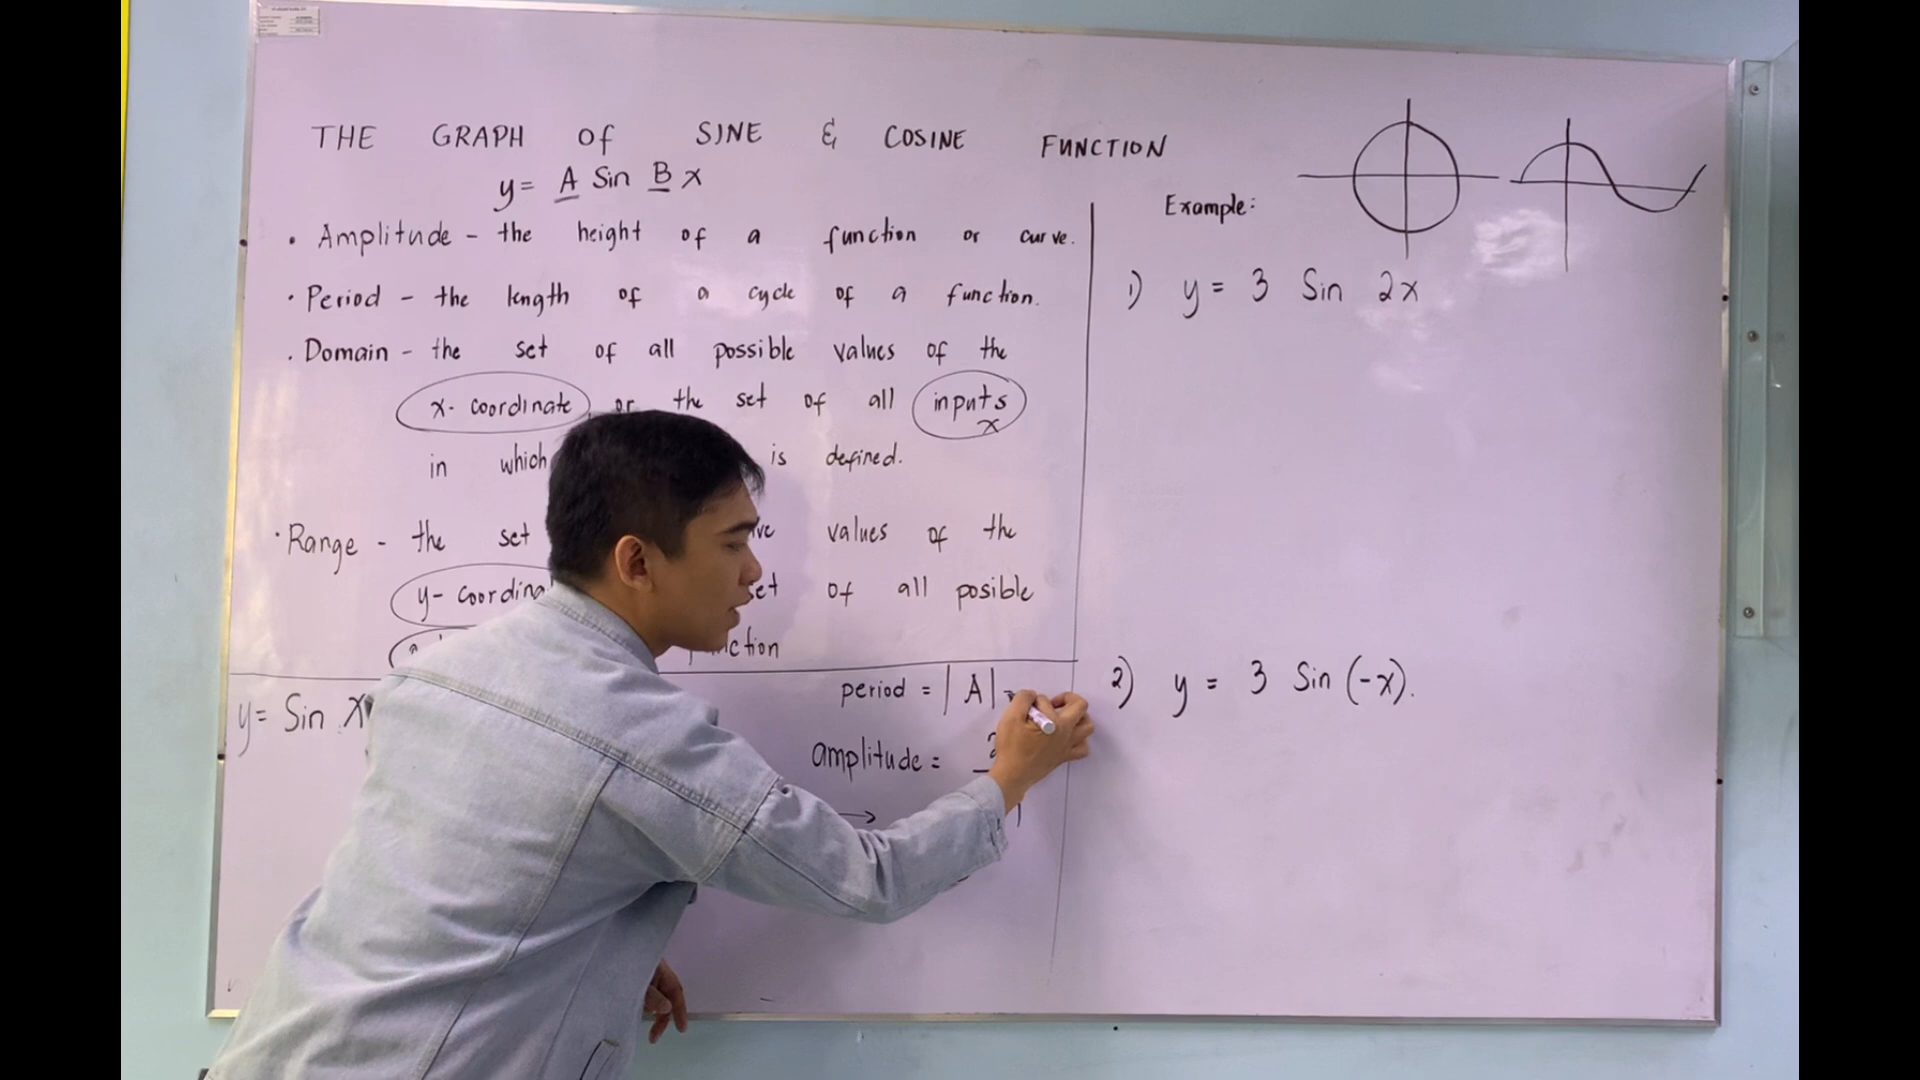 THE GRAPH Of SINE & COSINE FUNCTION
y = A Sin B x
• Amplitude - the height of a function or curve.
• Period - the length of a cycle of a function.
• Domain - the set of all possible values of the
x- coordinate or the set of all inputs
x
in which is defined.
• Range - the set values of the
y- coordina set of all posible
nction
y = Sin x
period = |A| =
amplitude = 2
→
Example:
1) y = 3 Sin 2x
2) y = 3 Sin (-x).